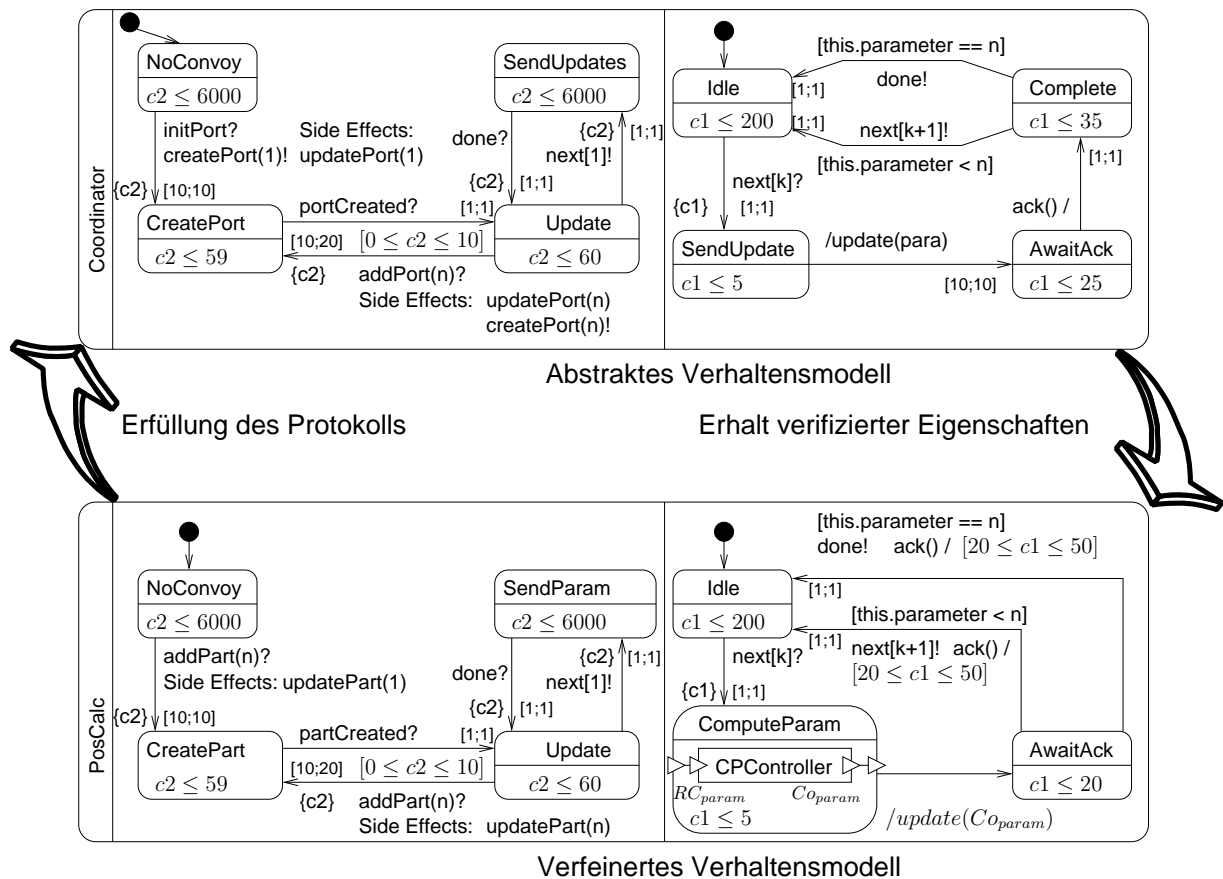 Coordinator
NoConvoy
c2 ≤ 6000
initPort?
createPort(1)!
Side Effects:
updatePort(1)
{c2} [10;10]
CreatePort
c2 ≤ 59
portCreated?
[1;1]
[10;20] [0 ≤ c2 ≤ 10]
{c2}
addPort(n)?
Side Effects: updatePort(n)
createPort(n)!
SendUpdates
c2 ≤ 6000
done?
{c2} [1;1]
{c2} [1;1]
next[1]!
Update
c2 ≤ 60
Idle
c1 ≤ 200
[this.parameter == n]
[1;1]
done!
[1;1]
next[k+1]!
[this.parameter < n]
Complete
c1 ≤ 35
[1;1]
next[k]?
{c1} [1;1]
ack() /
SendUpdate
c1 ≤ 5
/update(para)
[10;10]
AwaitAck
c1 ≤ 25
Abstraktes Verhaltensmodell
Erfüllung des Protokolls
Erhalt verifizierter Eigenschaften
PosCalc
NoConvoy
c2 ≤ 6000
addPart(n)?
Side Effects: updatePart(1)
{c2} [10;10]
CreatePart
c2 ≤ 59
partCreated?
[1;1]
[10;20] [0 ≤ c2 ≤ 10]
{c2}
addPart(n)?
Side Effects: updatePart(n)
SendParam
c2 ≤ 6000
done?
{c2} [1;1]
{c2} [1;1]
next[1]!
Update
c2 ≤ 60
[this.parameter == n]
done! ack() / [20 ≤ c1 ≤ 50]
Idle
c1 ≤ 200
[1;1]
[this.parameter < n]
[1;1]
next[k+1]! ack() /
[20 ≤ c1 ≤ 50]
next[k]?
{c1} [1;1]
ComputeParam
CPController
RCparam Coparam
c1 ≤ 5
AwaitAck
c1 ≤ 20
/update(Coparam)
Verfeinertes Verhaltensmodell